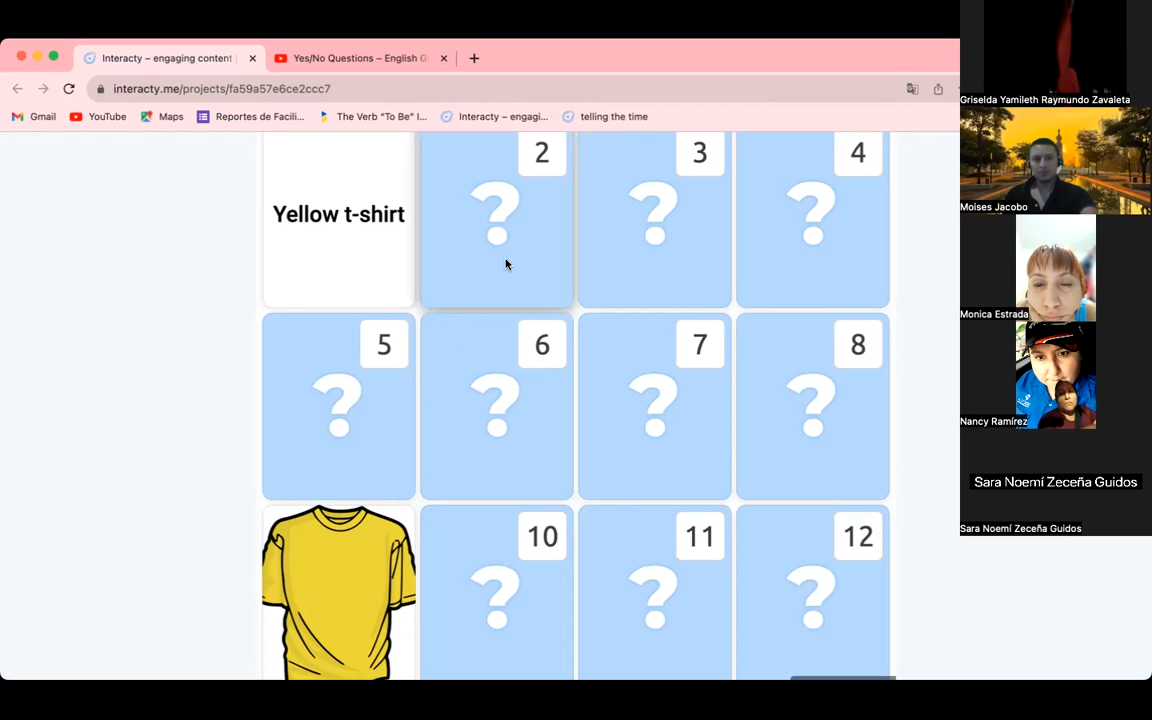 Interacty – engaging content
Yes/No Questions – English G
interacty.me/projects/fa59a57e6ce2ccc7
Gmail
YouTube
Maps
Reportes de Facili...
The Verb "To Be" I...
Interacty – engagi...
telling the time
Yellow t-shirt
2
3
4
5
6
7
8
10
11
12
Griselda Yamileth Raymundo Zavaleta
Moises Jacobo
Monica Estrada
Nancy Ramírez
Sara Noemí Zeceña Guidos
Sara Noemí Zeceña Guidos